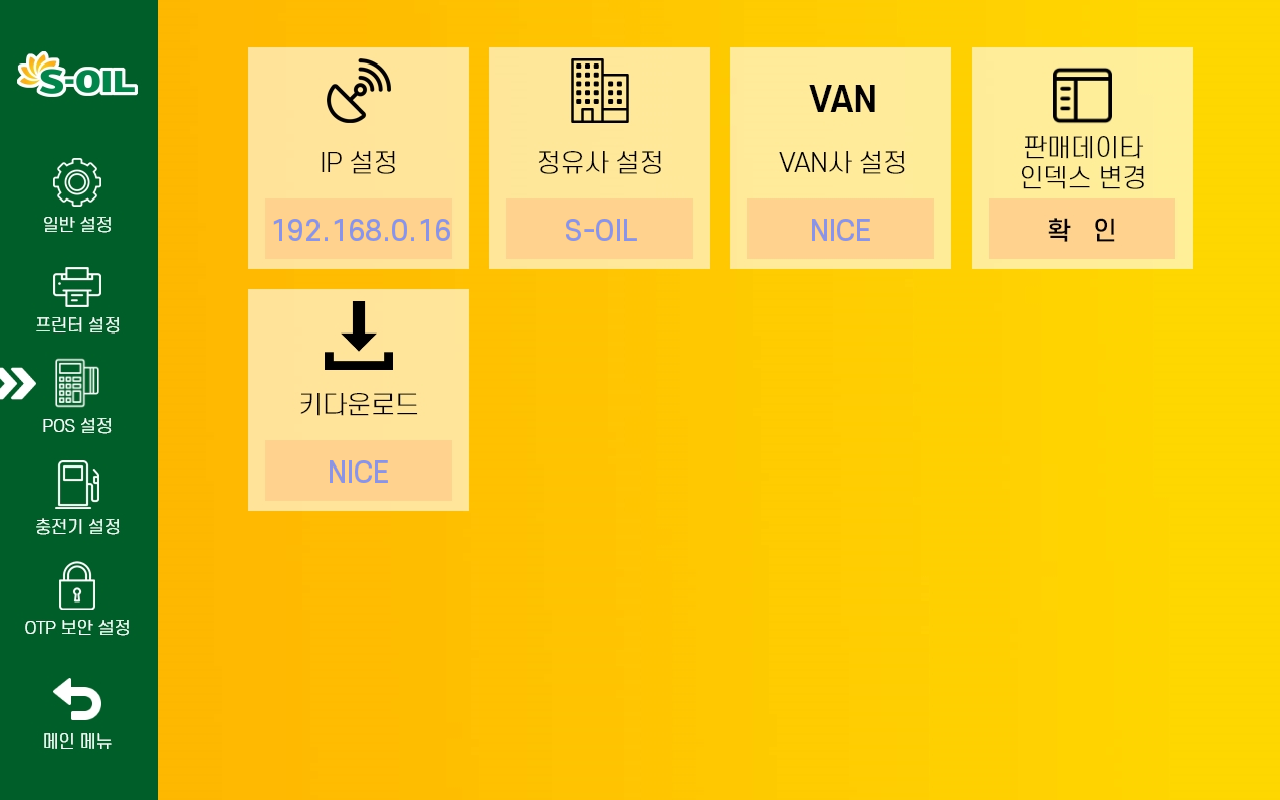 S-OIL
일반 설정
프린터 설정
POS 설정
충전기 설정
OTP 보안 설정
메인 메뉴
IP 설정
192.168.0.16
정유사 설정
S-OIL
VAN
VAN사 설정
NICE
판매데이타
인덱스 변경
확 인
키다운로드
NICE